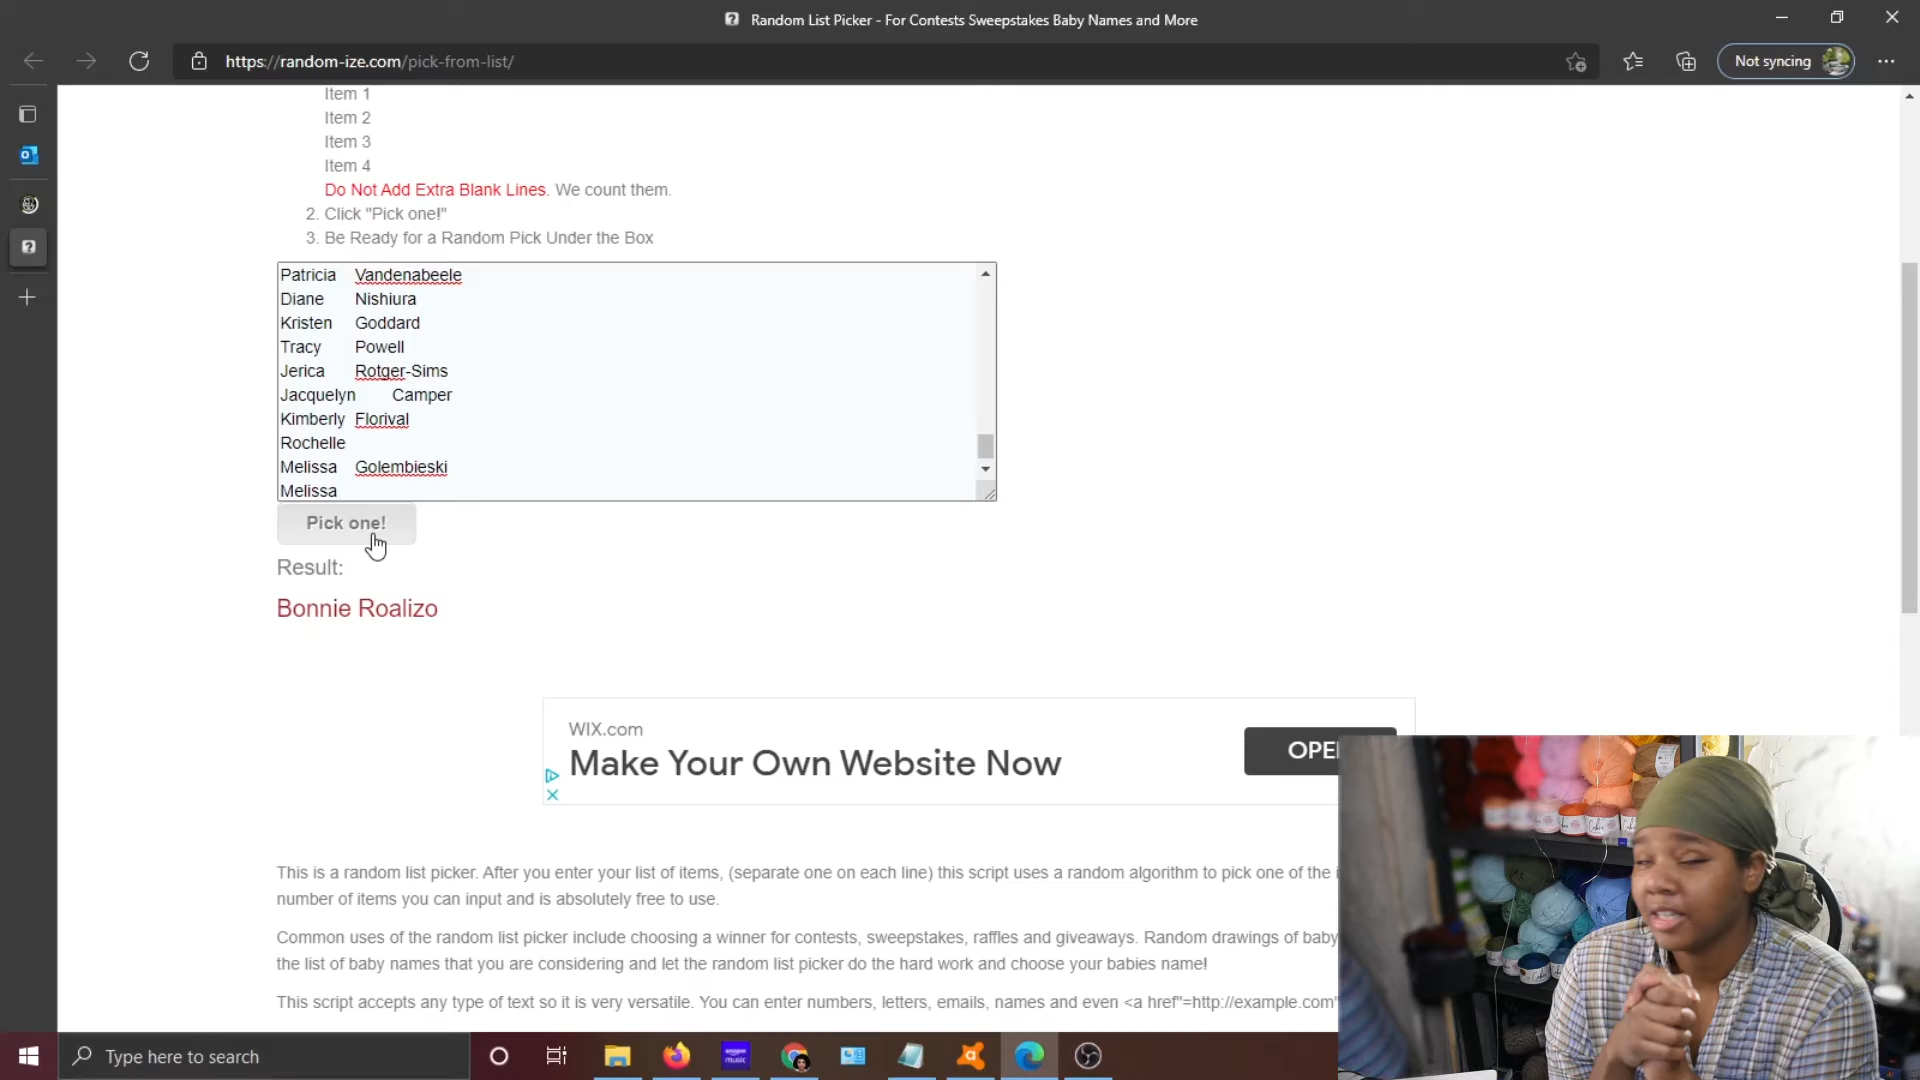 Random List Picker - For Contests Sweepstakes Baby Names and More
https://random-ize.com/pick-from-list/
Not syncing
Item 1
Item 2
Item 3
Item 4
Do Not Add Extra Blank Lines. We count them.
2. Click "Pick one!"
3. Be Ready for a Random Pick Under the Box
Patricia Vandenabeele
Diane Nishiura
Kristen Goddard
Tracy Powell
Jerica Rotger-Sims
Jacquelyn Camper
Kimberly Florival
Rochelle
Melissa Golembieski
Melissa
Pick one!
Result:
Bonnie Roalizo
WIX.com
Make Your Own Website Now
OPE
This is a random list picker. After you enter your list of items, (separate one on each line) this script uses a random algorithm to pick one of the
number of items you can input and is absolutely free to use.
Common uses of the random list picker include choosing a winner for contests, sweepstakes, raffles and giveaways. Random drawings of baby
the list of baby names that you are considering and let the random list picker do the hard work and choose your babies name!
This script accepts any type of text so it is very versatile. You can enter numbers, letters, emails, names and even <a href"=http://example.com"
Type here to search
amazon music